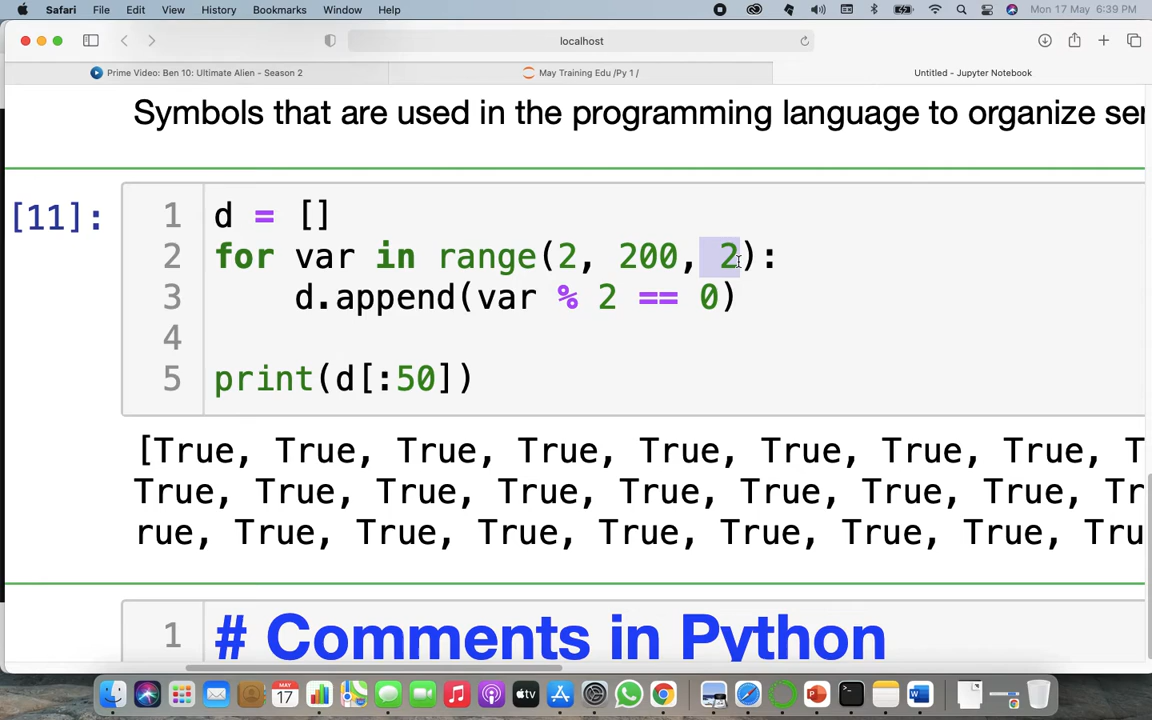 Safari File Edit View History Bookmarks Window Help Mon 17 May 6:39 PM
localhost
Prime Video: Ben 10: Ultimate Alien - Season 2 May Training Edu /Py 1 / Untitled - Jupyter Notebook
Symbols that are used in the programming language to organize ser
[11]: 1 d = []
2 for var in range(2, 200, 2):
3 d.append(var % 2 == 0)
4
5 print(d[:50])
[True, True, True, True, True, True, True, True, T
True, True, True, True, True, True, True, True, Tr
rue, True, True, True, True, True, True, True, Tru
1 # Comments in Python
MAY
17
tv